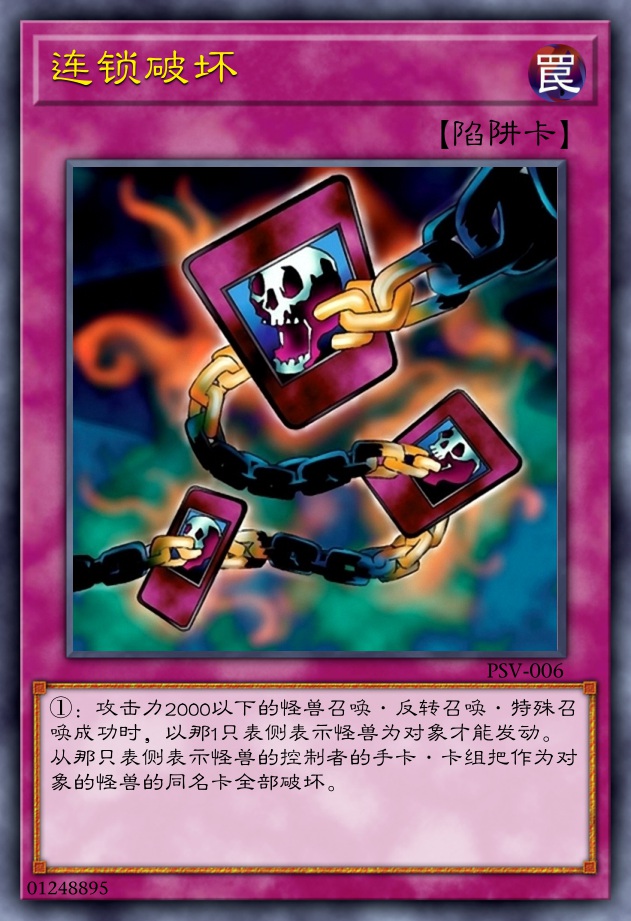 连锁破坏
罠
【陷阱卡】
PSV-006
①：攻击力2000以下的怪兽召唤·反转召唤·特殊召
唤成功时，以那1只表侧表示怪兽为对象才能发动。
从那只表侧表示怪兽的控制者的手卡·卡组把作为对
象的怪兽的同名卡全部破坏。
01248895